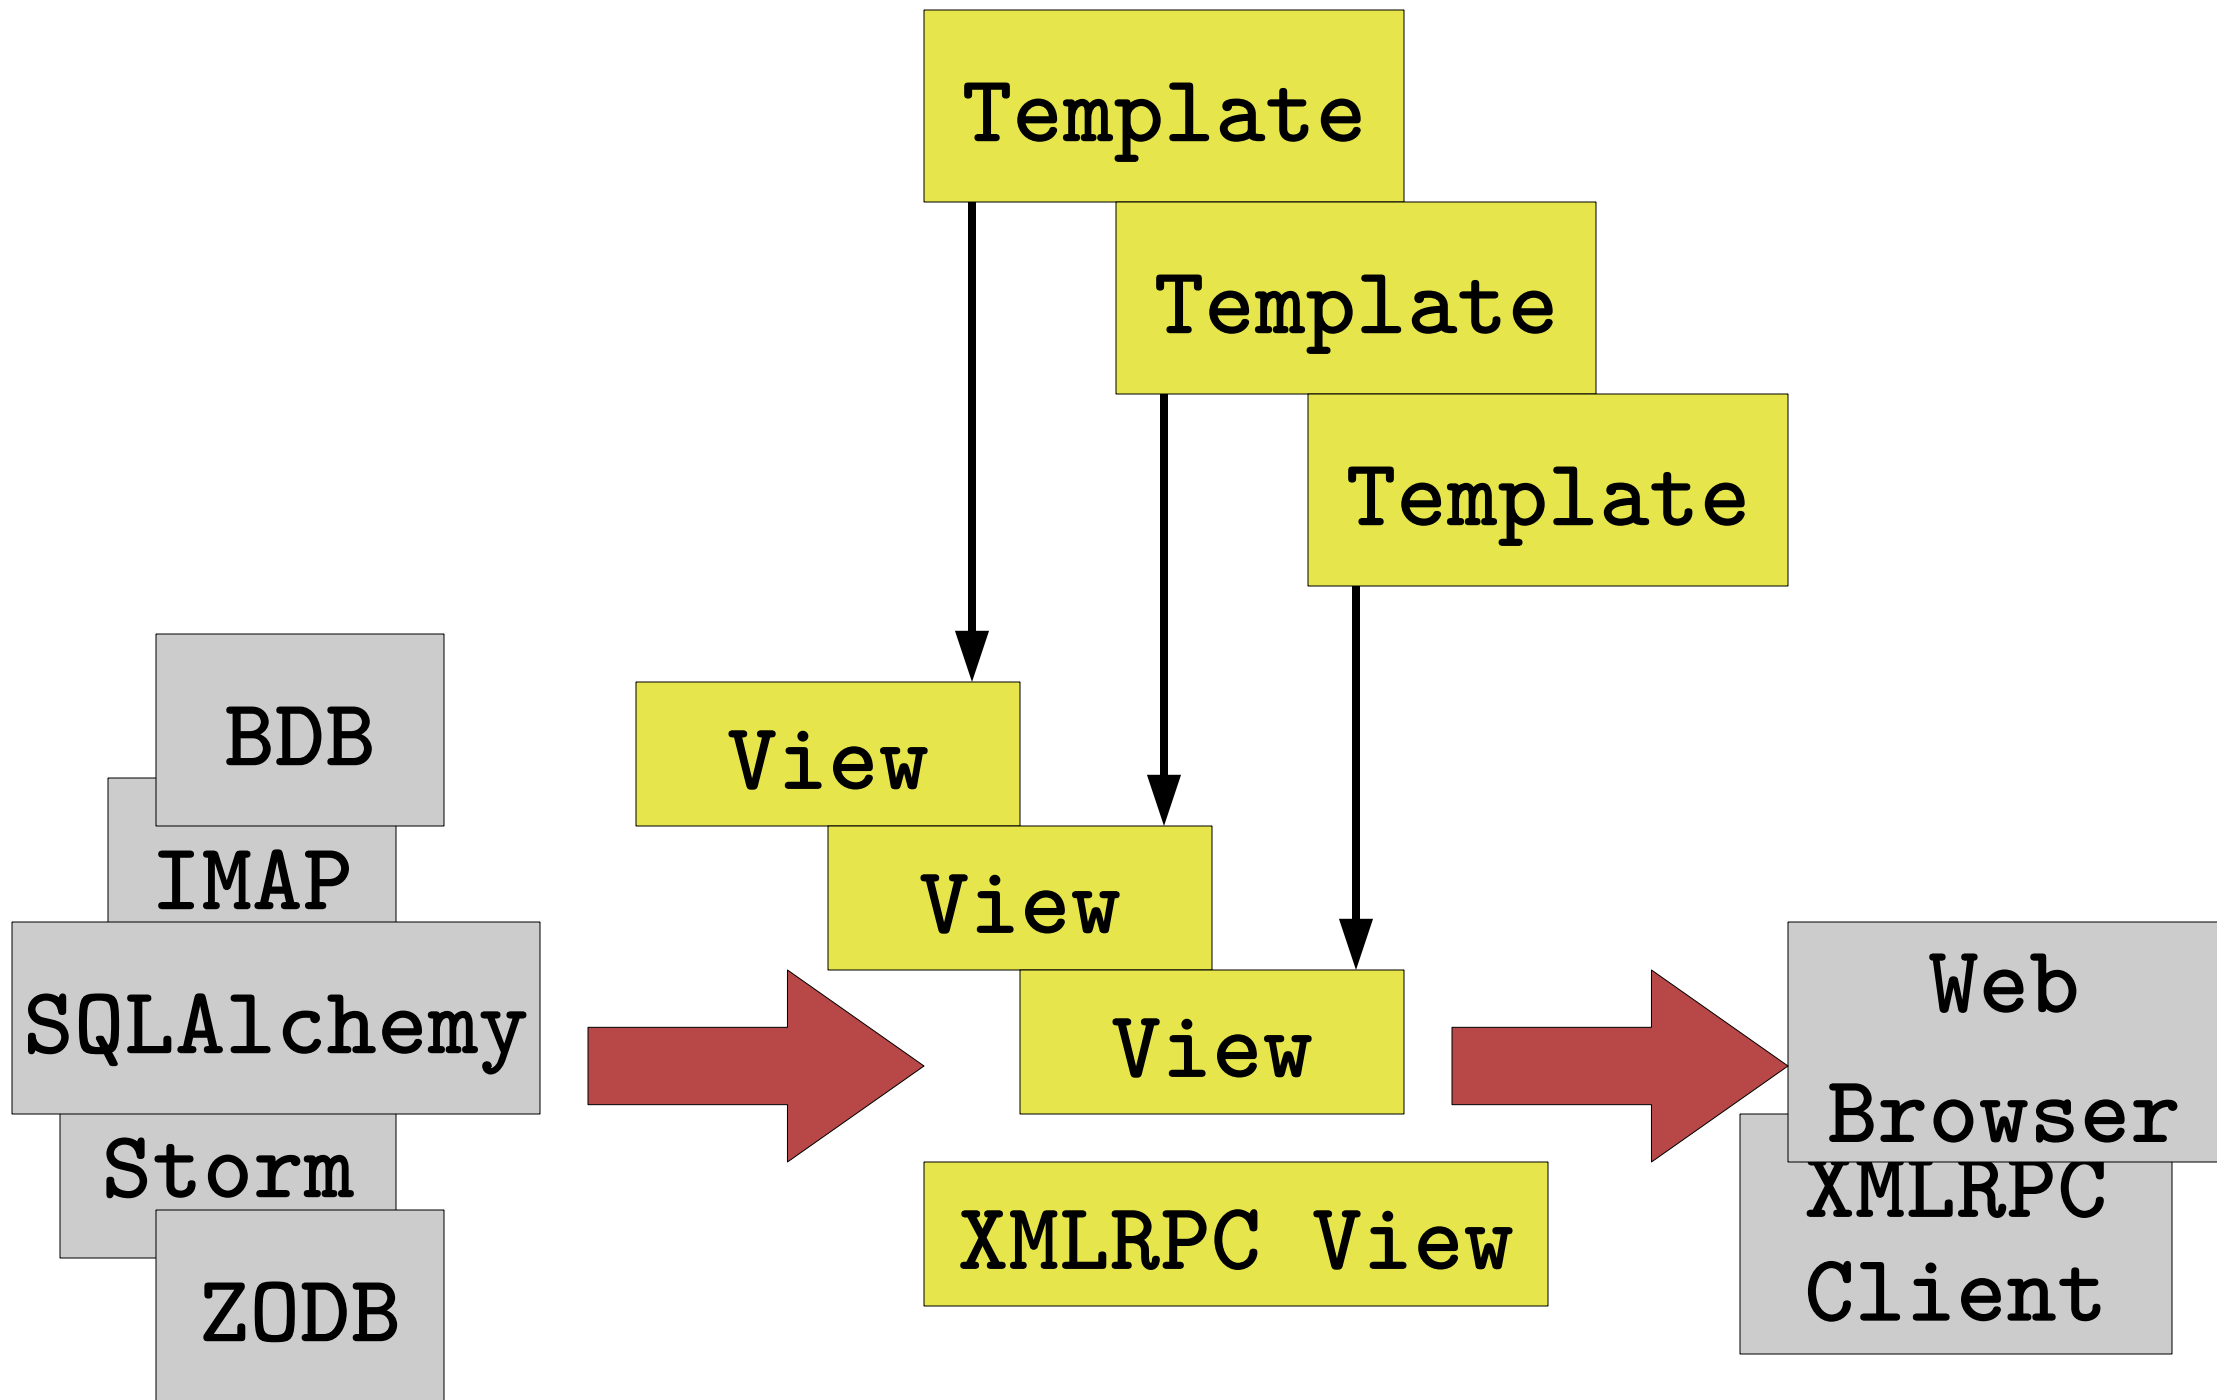 Template
Template
Template
BDB
IMAP
SQLAlchemy
Storm
ZODB
View
View
View
XMLRPC View
Web
Browser
XMLRPC
Client